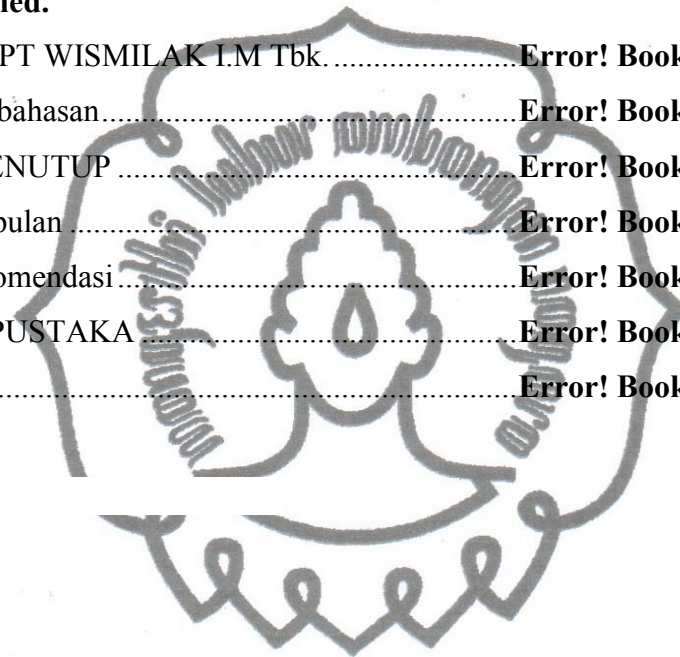 ned.
PT WISMILAK I.M Tbk. ........................Error! Book
bahasan.......................................................Error! Book
ENUTUP .....................................................Error! Book
pulan ...........................................................Error! Book
omendasi.....................................................Error! Book
PUSTAKA ..................................................Error! Book
....................................................................Error! Book